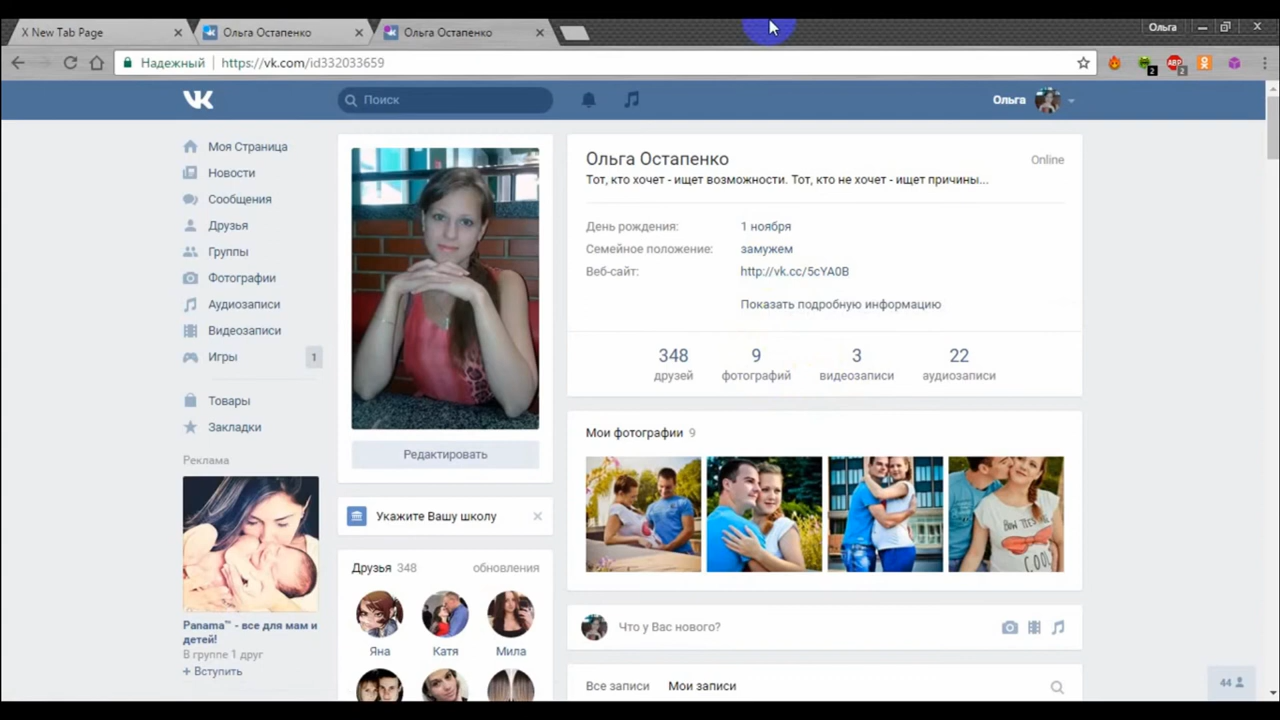 X New Tab Page
Ольга Остапенко
Ольга Остапенко
Ольга
Надежный
https://vk.com/id332033659
2
ABP
2
Поиск
Ольга
Моя Страница
Новости
Сообщения
Друзья
Группы
Фотографии
Аудиозаписи
Видеозаписи
Игры 1
Товары
Закладки
Реклама
Panama™ - все для мам и
детей!
В группе 1 друг
+ Вступить
Редактировать
Укажите Вашу школу
Друзья 348 обновления
Яна Катя Мила
Ольга Остапенко Online
Тот, кто хочет - ищет возможности. Тот, кто не хочет - ищет причины...
День рождения: 1 ноября
Семейное положение: замужем
Веб-сайт: http://vk.cc/5cYA0B
Показать подробную информацию
348 9 3 22
друзей фотографий видеозаписи аудиозаписи
Мои фотографии 9
COOL
Что у Вас нового?
Все записи Мои записи
44